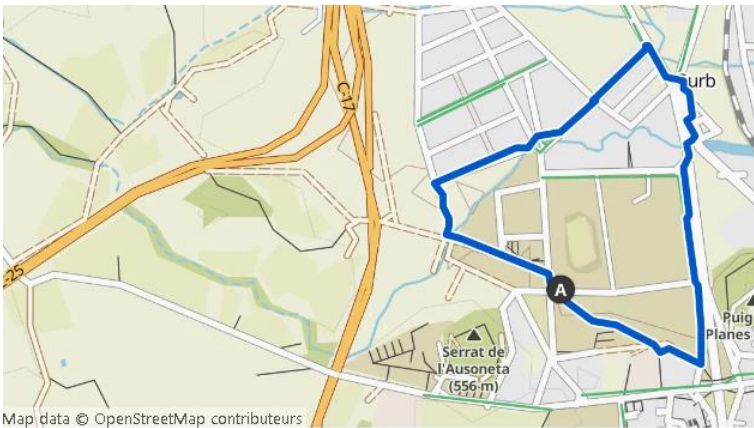 C-17
urb
C-25
A
Puig
Planes
Serrat de
l'Ausoneta
(556 m)
Map data © OpenStreetMap contributeurs